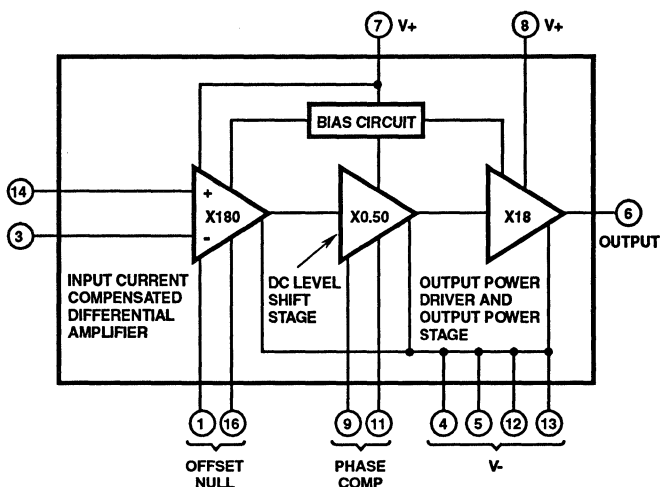 7 V+
8 V+
BIAS CIRCUIT
14
+
X180
-
3
X0.50
X18
6
OUTPUT
INPUT CURRENT
COMPENSATED
DIFFERENTIAL
AMPLIFIER
DC LEVEL
SHIFT
STAGE
OUTPUT POWER
DRIVER AND
OUTPUT POWER
STAGE
1 16
OFFSET
NULL
9 11
PHASE
COMP
4 5 12 13
V-